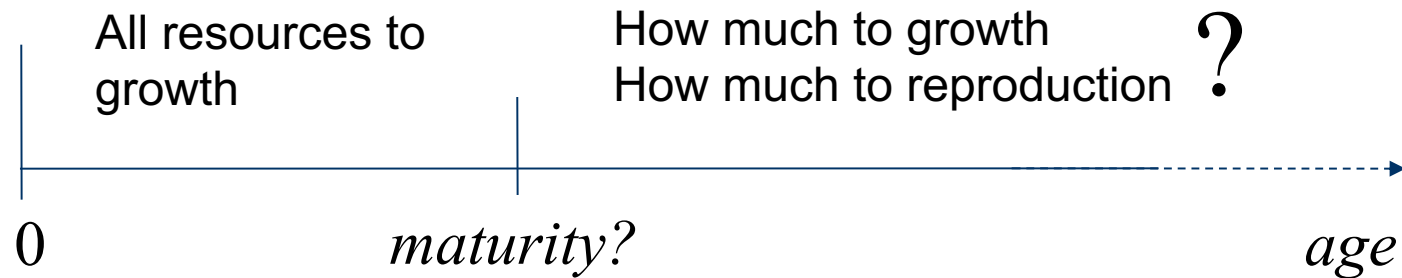 All resources to
growth
How much to growth
How much to reproduction ?
0
maturity?
age